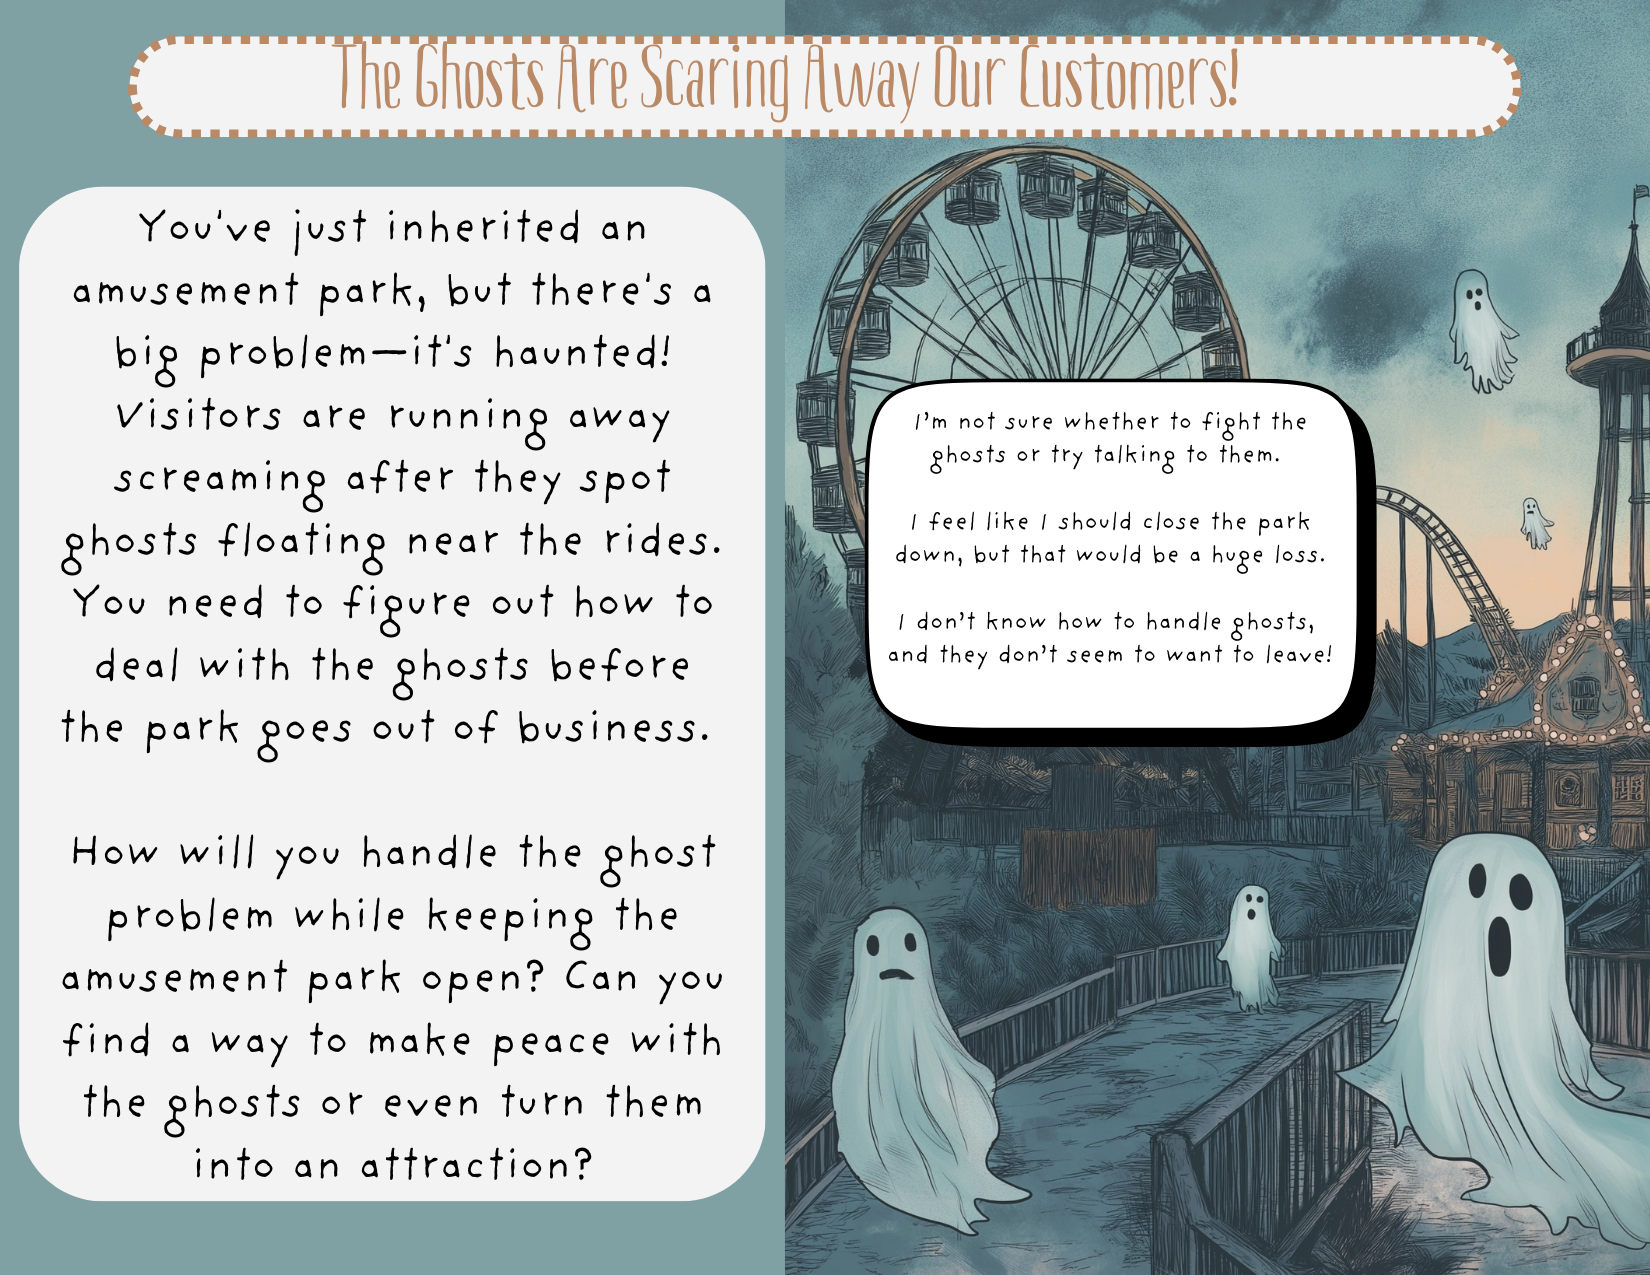 The Ghosts Are Scaring Away Our Customers!
You've just inherited an
amusement park, but there's a
big problem—it's haunted!
Visitors are running away
screaming after they spot
ghosts floating near the rides.
You need to figure out how to
deal with the ghosts before
the park goes out of business.
How will you handle the ghost
problem while keeping the
amusement park open? Can you
find a way to make peace with
the ghosts or even turn them
into an attraction?
I'm not sure whether to fight the
ghosts or try talking to them.
I feel like I should close the park
down, but that would be a huge loss.
I don't know how to handle ghosts,
and they don't seem to want to leave!